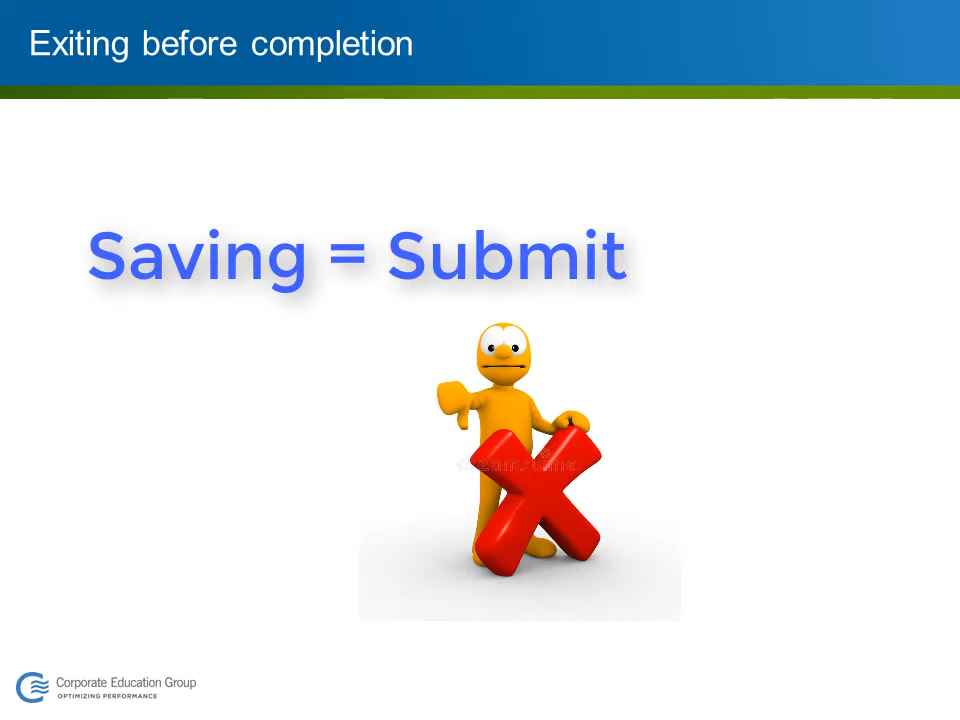 Exiting before completion
Saving = Submit
Corporate Education Group
OPTIMIZING PERFORMANCE